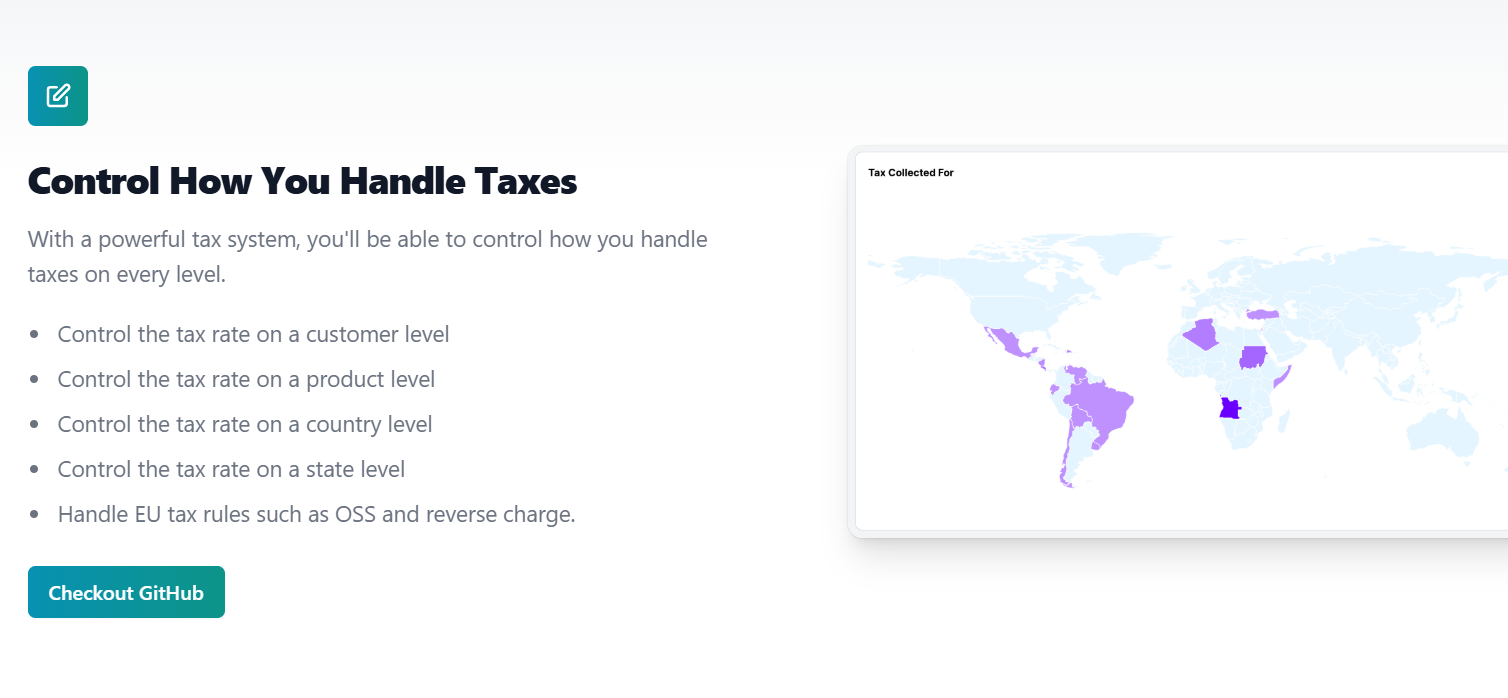 Control How You Handle Taxes
With a powerful tax system, you'll be able to control how you handle
taxes on every level.
Control the tax rate on a customer level
Control the tax rate on a product level
Control the tax rate on a country level
Control the tax rate on a state level
Handle EU tax rules such as OSS and reverse charge.
Checkout GitHub
Tax Collected For